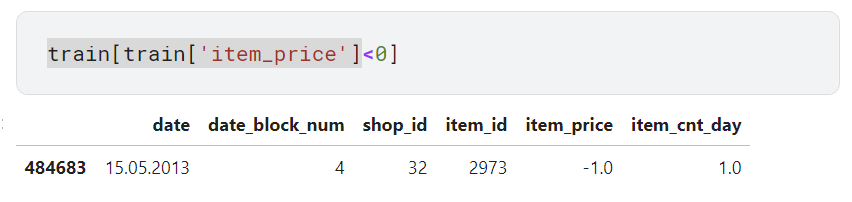 train[train['item_price']<0]
date date_block_num shop_id item_id item_price item_cnt_day
484683 15.05.2013 4 32 2973 -1.0 1.0